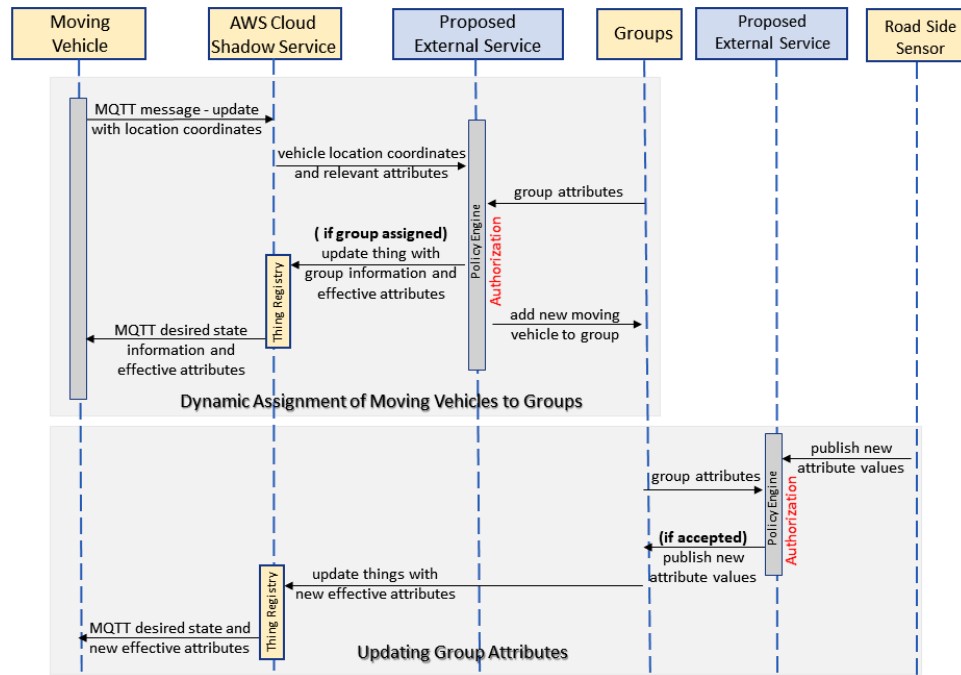 Moving
Vehicle
AWS Cloud
Shadow Service
Proposed
External Service
Groups
Proposed
External Service
Road Side
Sensor
MQTT message - update
with location coordinates
vehicle location coordinates
and relevant attributes
group attributes
Policy Engine
Authorization
( if group assigned)
update thing with
group information and
effective attributes
Thing Registry
add new moving
vehicle to group
MQTT desired state
information and
effective attributes
Dynamic Assignment of Moving Vehicles to Groups
publish new
attribute values
group attributes
Policy Engine
Authorization
(if accepted)
publish new
attribute values
update things with
new effective attributes
Thing Registry
MQTT desired state and
new effective attributes
Updating Group Attributes